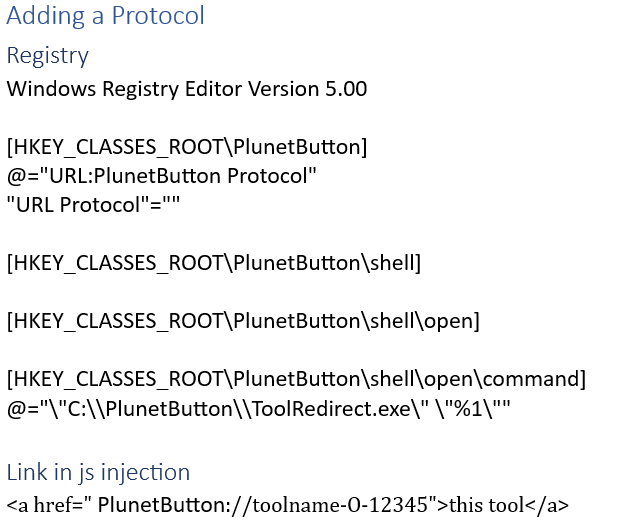 Adding a Protocol
Registry
Windows Registry Editor Version 5.00
[HKEY_CLASSES_ROOT\PlunetButton]
@="URL:PlunetButton Protocol"
"URL Protocol"=""
[HKEY_CLASSES_ROOT\PlunetButton\shell]
[HKEY_CLASSES_ROOT\PlunetButton\shell\open]
[HKEY_CLASSES_ROOT\PlunetButton\shell\open\command]
@="\"C:\\PlunetButton\\ToolRedirect.exe\" \"%1\""
Link in js injection
<a href=" PlunetButton://toolname-O-12345">this tool</a>